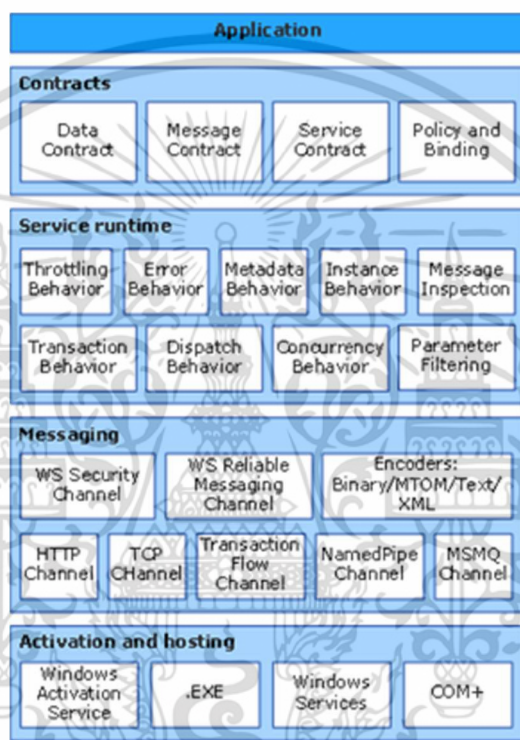 Application
Contracts
Data
Contract
Message
Contract
Service
Contract
Policy and
Binding
Service runtime
Throttling
Behavior
Error
Behavior
Metadata
Behavior
Instance
Behavior
Message
Inspection
Transaction
Behavior
Dispatch
Behavior
Concurrency
Behavior
Parameter
Filtering
Messaging
WS Security
Channel
WS Reliable
Messaging
Channel
Encoders:
Binary/MTOM/Text/
XML
HTTP
Channel
TCP
CHannel
Transaction
Flow
Channel
NamedPipe
Channel
MSMQ
Channel
Activation and hosting
Windows
Activation
Service
.EXE
Windows
Services
COM+